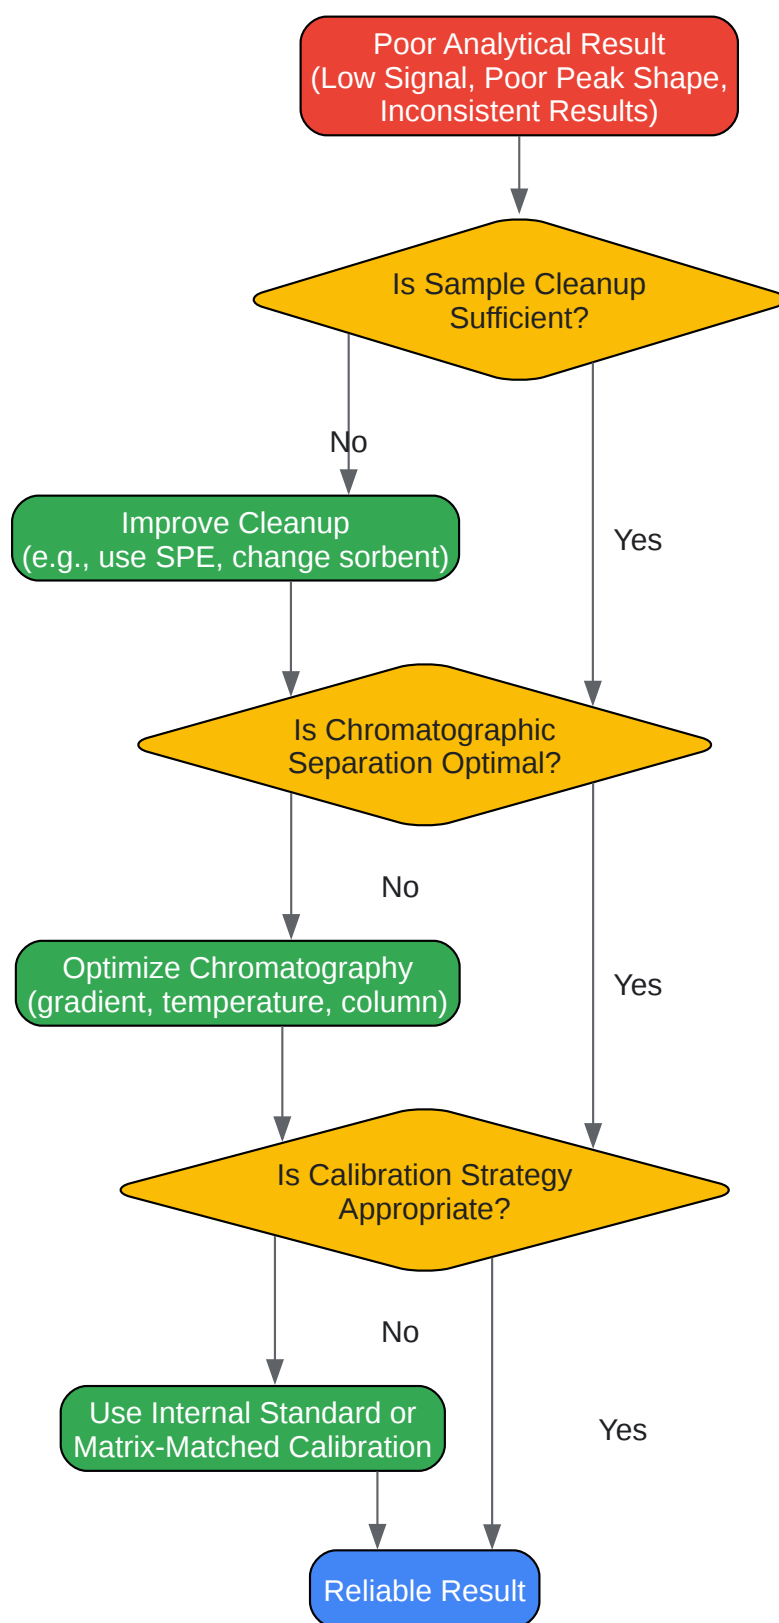 Poor Analytical Result
(Low Signal, Poor Peak Shape,
Inconsistent Results)
Is Sample Cleanup
Sufficient?
No
Improve Cleanup
(e.g., use SPE, change sorbent)
Yes
Is Chromatographic
Separation Optimal?
No
Optimize Chromatography
(gradient, temperature, column)
Yes
Is Calibration Strategy
Appropriate?
No
Use Internal Standard or
Matrix-Matched Calibration
Yes
Reliable Result